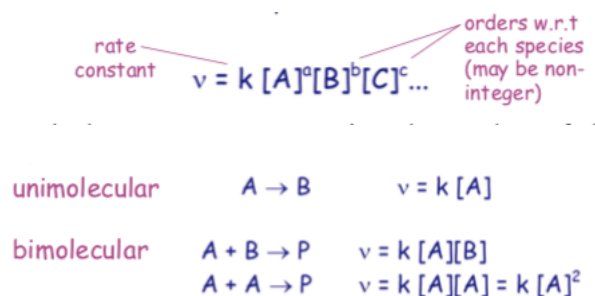 rate constant
ν = k [A]ᵃ[B]ᵇ[C]ᶜ...
orders w.r.t each species (may be non-integer)
unimolecular A → B ν = k [A]
bimolecular A + B → P ν = k [A][B]
A + A → P ν = k [A][A] = k [A]²